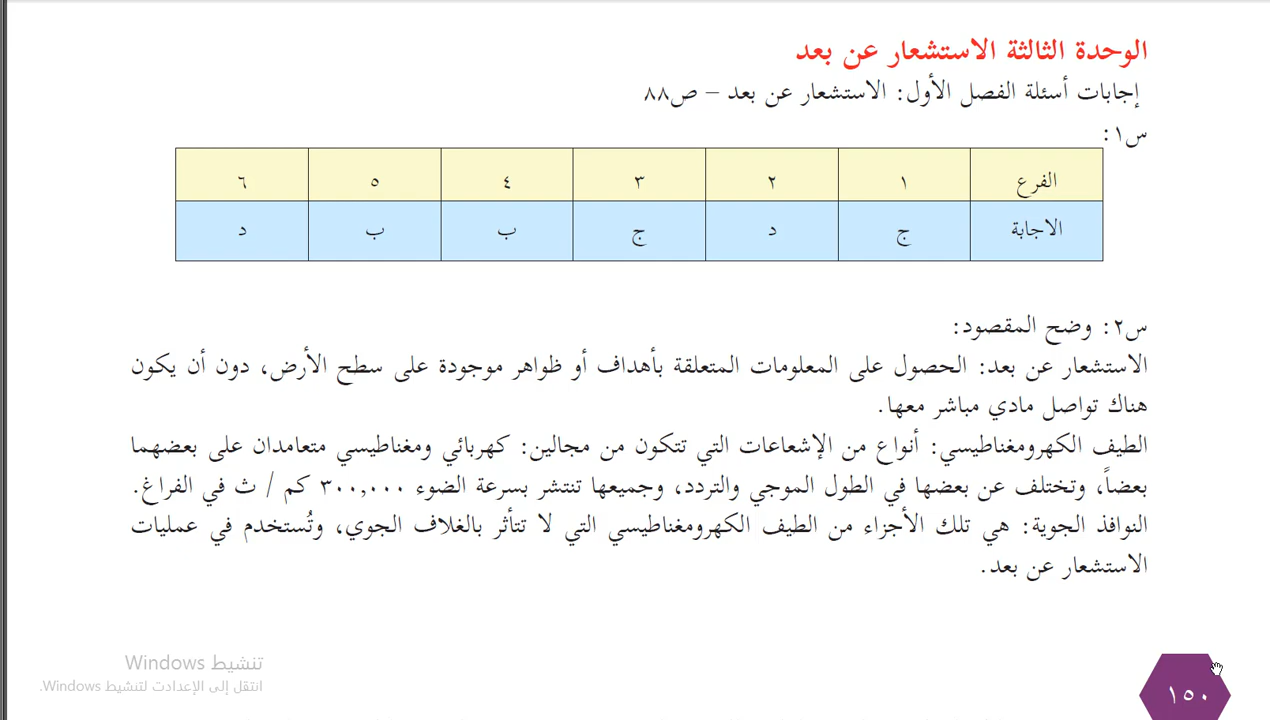 الوحدة الثالثة الاستشعار عن بعد
إجابات أسئلة الفصل الأول: الاستشعار عن بعد – ص٨٨
س١:
الفرع ١ ٢ ٣ ٤ ٥ ٦
الاجابة ج د ج ب ب د
س٢: وضح المقصود:
الاستشعار عن بعد: الحصول على المعلومات المتعلقة بأهداف أو ظواهر موجودة على سطح الأرض، دون أن يكون
هناك تواصل مادي مباشر معها.
الطيف الكهرومغناطيسي: أنواع من الإشعاعات التي تتكون من مجالين: كهربائي ومغناطيسي متعامدان على بعضهما
بعضاً، وتختلف عن بعضها في الطول الموجي والتردد، وجميعها تنتشر بسرعة الضوء ٣٠٠,٠٠٠ كم / ث في الفراغ.
النوافذ الجوية: هي تلك الأجزاء من الطيف الكهرومغناطيسي التي لا تتأثر بالغلاف الجوي، وتُستخدم في عمليات
الاستشعار عن بعد.
تنشيط Windows
انتقل إلى الإعدادت لتنشيط Windows.
١٥٠